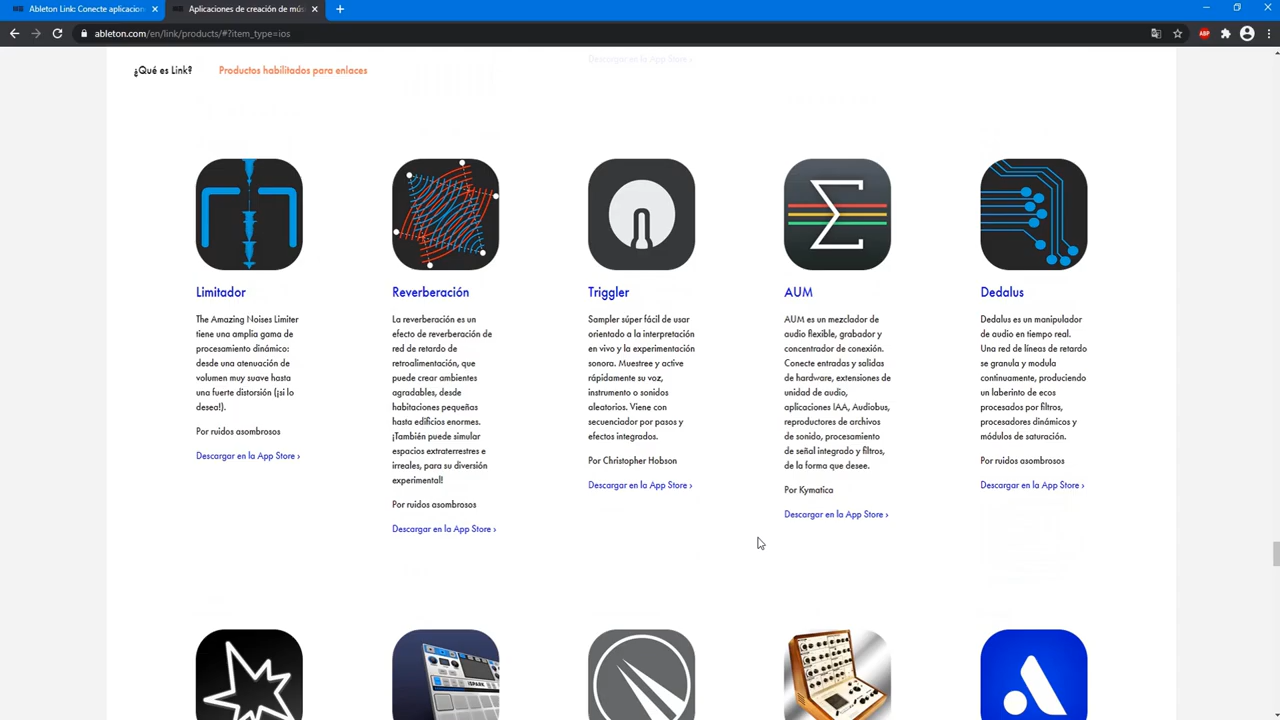 Ableton Link: Conecte aplicacion
Aplicaciones de creación de mús
ableton.com/en/link/products/#?item_type=ios
ABP
¿Qué es Link?
Productos habilitados para enlaces
Descargar en la App Store ›
Limitador
The Amazing Noises Limiter
tiene una amplia gama de
procesamiento dinámico:
desde una atenuación de
volumen muy suave hasta
una fuerte distorsión (¡si lo
desea!).
Por ruidos asombrosos
Descargar en la App Store ›
Reverberación
La reverberación es un
efecto de reverberación de
red de retardo de
retroalimentación, que
puede crear ambientes
agradables, desde
habitaciones pequeñas
hasta edificios enormes.
¡También puede simular
espacios extraterrestres e
irreales, para su diversión
experimental!
Por ruidos asombrosos
Descargar en la App Store ›
Triggler
Sampler súper fácil de usar
orientado a la interpretación
en vivo y la experimentación
sonora. Muestree y active
rápidamente su voz,
instrumento o sonidos
aleatorios. Viene con
secuenciador por pasos y
efectos integrados.
Por Christopher Hobson
Descargar en la App Store ›
AUM
AUM es un mezclador de
audio flexible, grabador y
concentrador de conexión.
Conecte entradas y salidas
de hardware, extensiones de
unidad de audio,
aplicaciones IAA, Audiobus,
reproductores de archivos
de sonido, procesamiento
de señal integrado y filtros,
de la forma que desee.
Por Kymatica
Descargar en la App Store ›
Dedalus
Dedalus es un manipulador
de audio en tiempo real.
Una red de líneas de retardo
se granula y modula
continuamente, produciendo
un laberinto de ecos
procesados por filtros,
procesadores dinámicos y
módulos de saturación.
Por ruidos asombrosos
Descargar en la App Store ›
iSPARK